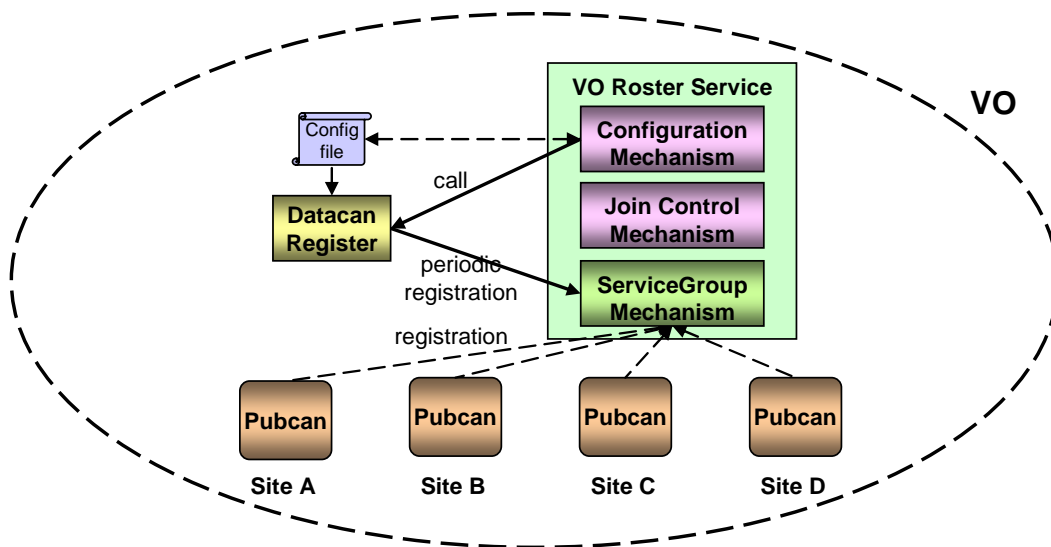 VO Roster Service
VO
Config
file
Configuration
Mechanism
call
Datacan
Register
Join Control
Mechanism
periodic
registration
ServiceGroup
Mechanism
registration
Pubcan
Pubcan
Pubcan
Pubcan
Site A
Site B
Site C
Site D